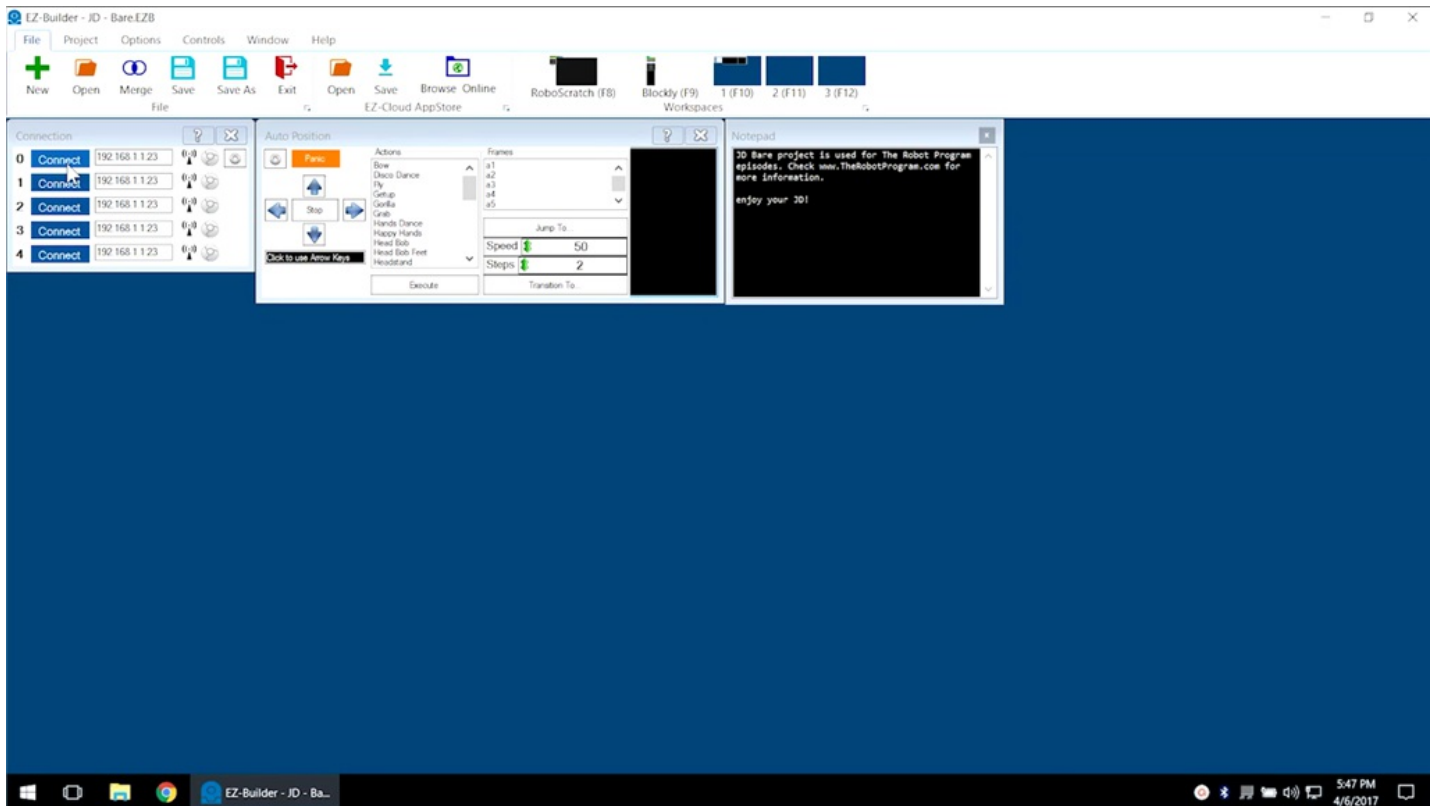 EZ-Builder - JD - Bare.EZB
File Project Options Controls Window Help
New Open Merge Save Save As Exit Open Save Browse Online RoboScratch (F8) Blockly (F9) 1 (F10) 2 (F11) 3 (F12)
File EZ-Cloud AppStore Workspaces
Connection
0 Connect 192.168.1.1:23
1 Connect 192.168.1.1:23
2 Connect 192.168.1.1:23
3 Connect 192.168.1.1:23
4 Connect 192.168.1.1:23
Auto Position
Panic
Stop
Click to use Arrow Keys
Actions
Bow
Disco Dance
Fly
Getup
Gorilla
Grab
Hands Dance
Happy Hands
Head Bob
Head Bob Feet
Headstand
Execute
Frames
a1
a2
a3
a4
a5
Jump To...
Speed 50
Steps 2
Transition To...
Notepad
JD Bare project is used for The Robot Program
episodes. Check www.TheRobotProgram.com for
more information.
enjoy your JD!
EZ-Builder - JD - Ba...
5:47 PM
4/6/2017